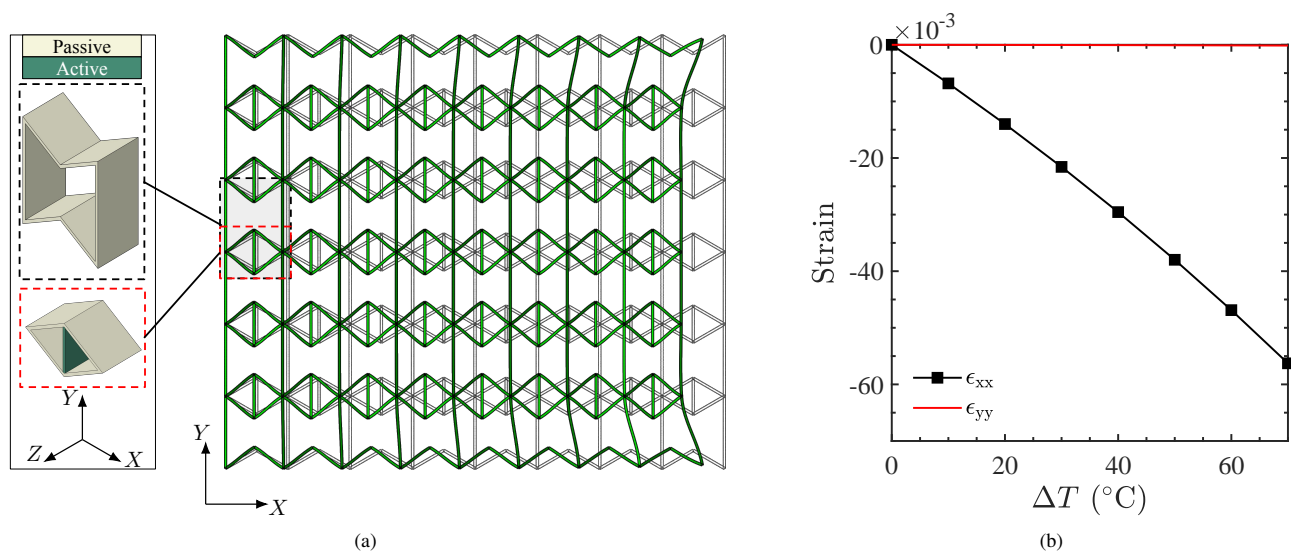 Passive
Active
Y
Z
X
Y
X
(a)
×10⁻³
0
-20
-40
-60
Strain
ϵxx
ϵyy
0
20
40
60
ΔT (°C)
(b)